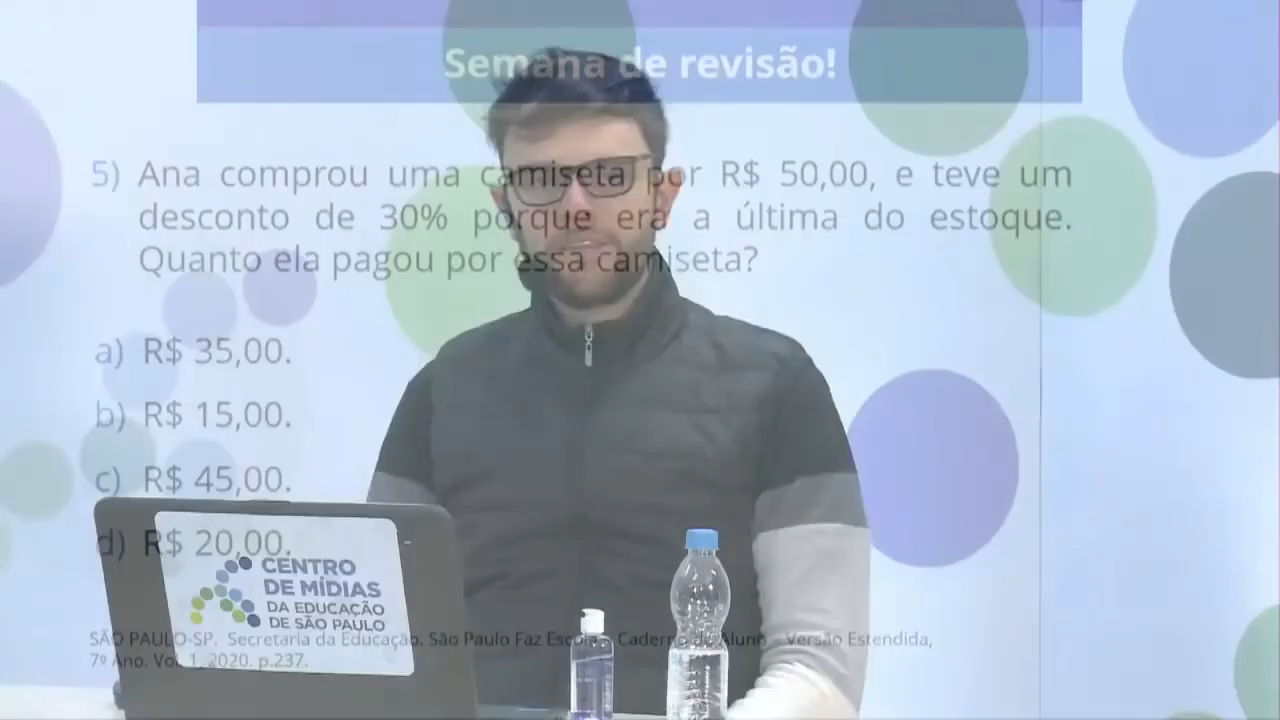 Semana de revisão!
5) Ana comprou uma camiseta por R$ 50,00, e teve um
desconto de 30% porque era a última do estoque.
Quanto ela pagou por essa camiseta?
a) R$ 35,00.
b) R$ 15,00.
c) R$ 45,00.
d) R$ 20,00.
CENTRO
DE MÍDIAS
DA EDUCAÇÃO
DE SÃO PAULO
SÃO PAULO-SP. Secretaria da Educação. São Paulo Faz Escola - Caderno do Aluno - Versão Estendida,
7º Ano. Vol. 1, 2020. p.237.